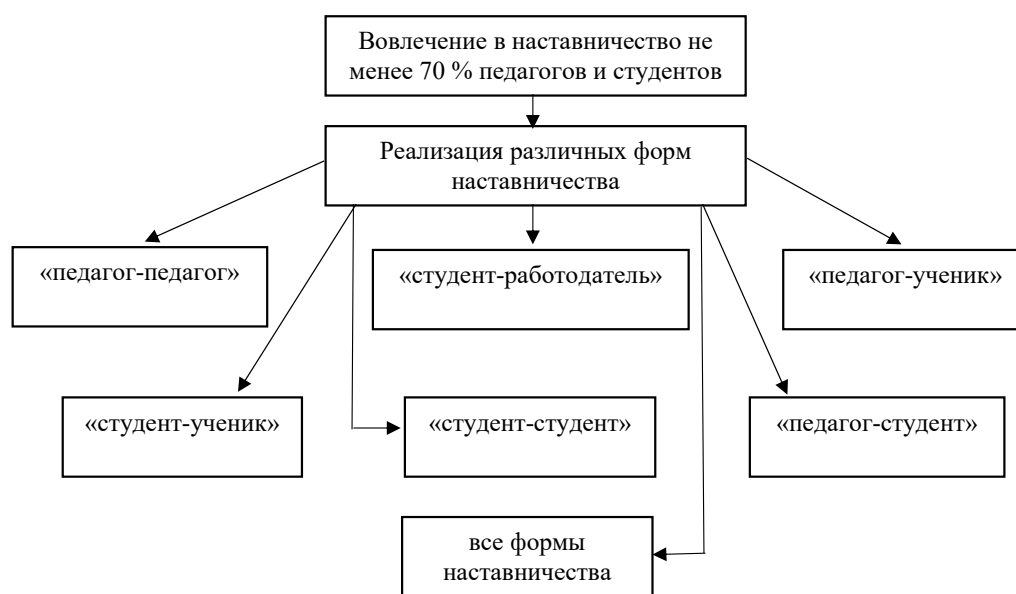 Вовлечение в наставничество не
менее 70 % педагогов и студентов
Реализация различных форм
наставничества
«педагог-педагог»
«студент-работодатель»
«педагог-ученик»
«студент-ученик»
«студент-студент»
«педагог-студент»
все формы
наставничества